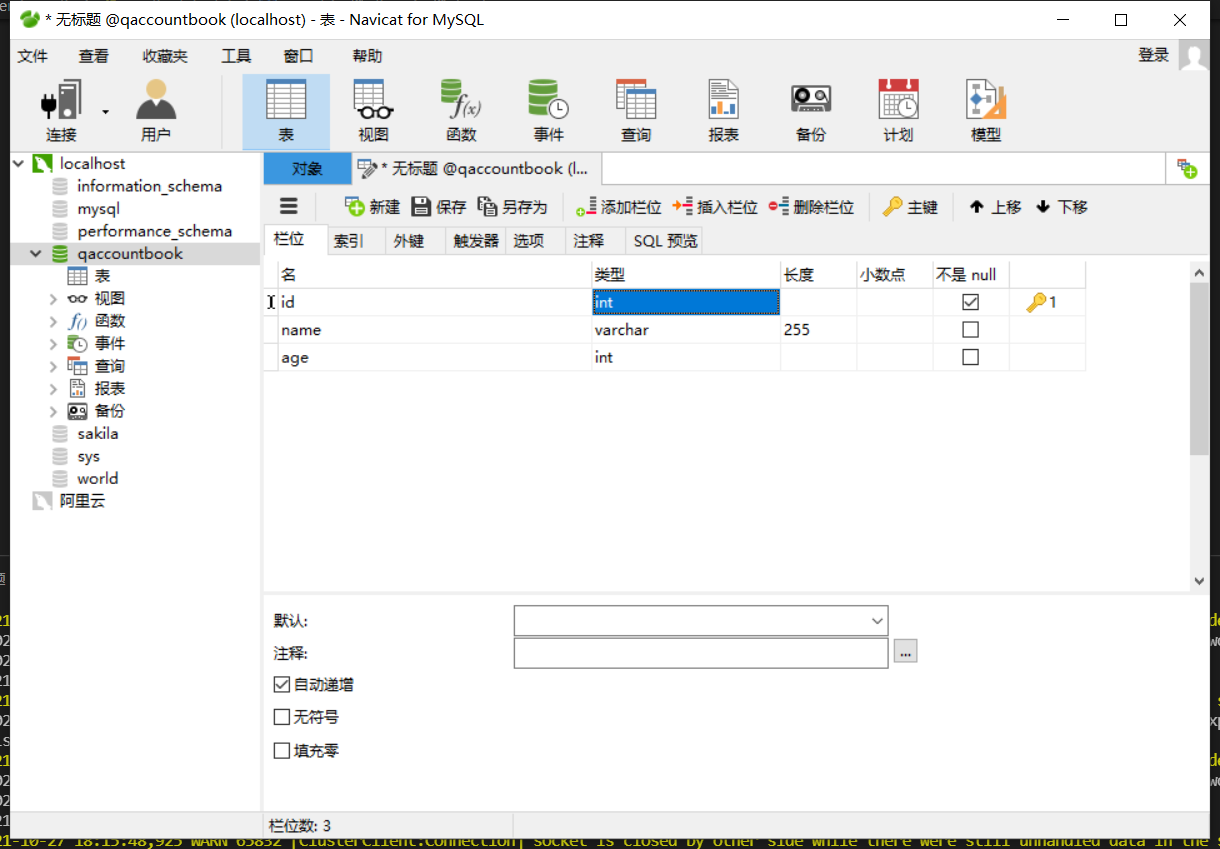 * 无标题 @qaccountbook (localhost) - 表 - Navicat for MySQL
文件 查看 收藏夹 工具 窗口 帮助 登录
连接 用户 表 视图 函数 事件 查询 报表 备份 计划 模型
localhost
information_schema
mysql
performance_schema
qaccountbook
表
视图
函数
事件
查询
报表
备份
sakila
sys
world
阿里云
对象 * 无标题 @qaccountbook (l...
新建 保存 另存为 添加栏位 插入栏位 删除栏位 主键 上移 下移
栏位 索引 外键 触发器 选项 注释 SQL 预览
名 类型 长度 小数点 不是 null
id int 1
name varchar 255
age int
默认:
注释: ...
自动递增
无符号
填充零
栏位数: 3
21-10-27 18:15:48,925 WARN 65832 [ClusterClient:Connection] socket is closed by other side while there were still unhandled data in the s